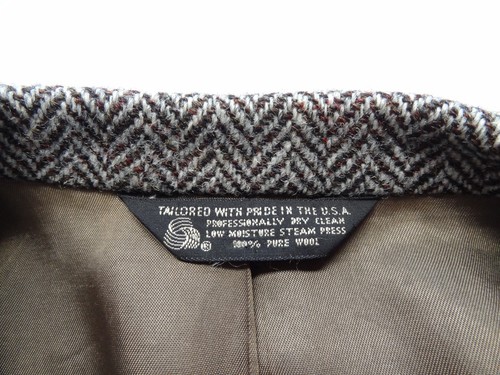 TAILORED WITH PRIDE IN THE U.S.A.
PROFESSIONALLY DRY CLEAN
LOW MOISTURE STEAM PRESS
100% PURE WOOL